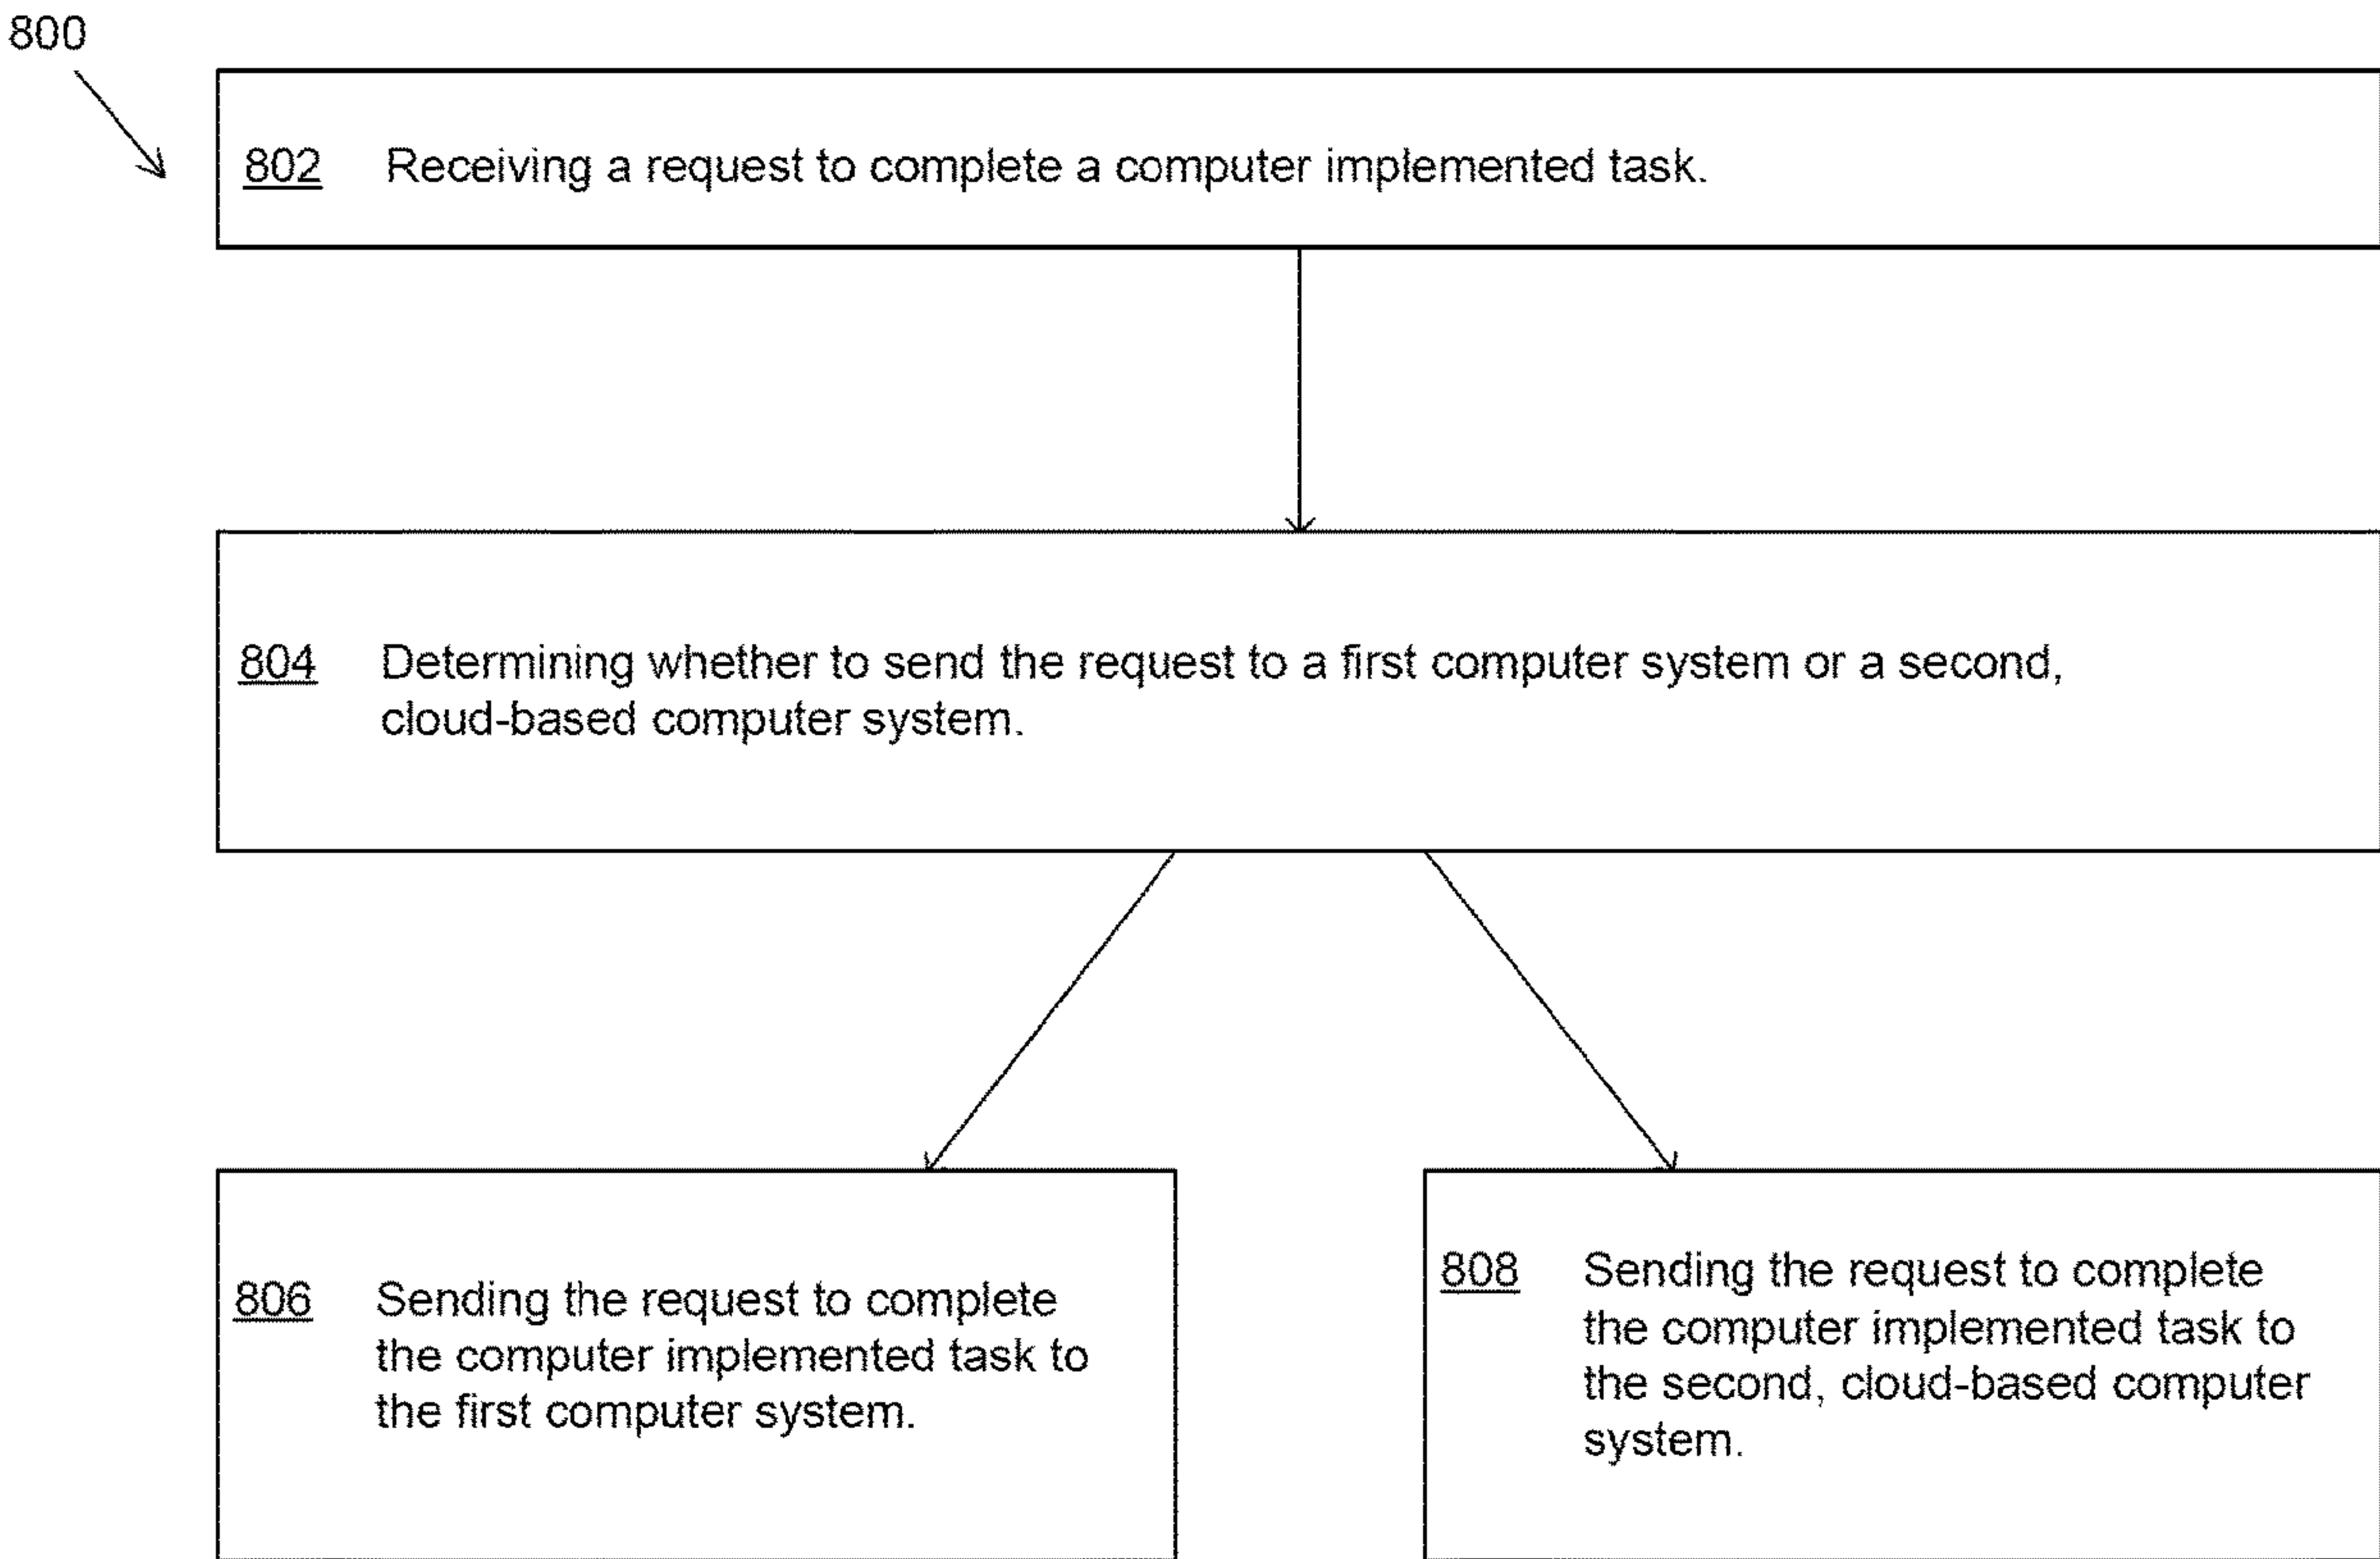 800
802 Receiving a request to complete a computer implemented task.
804 Determining whether to send the request to a first computer system or a second,
cloud-based computer system.
806 Sending the request to complete
the computer implemented task to
the first computer system.
808 Sending the request to complete
the computer implemented task to
the second, cloud-based computer
system.